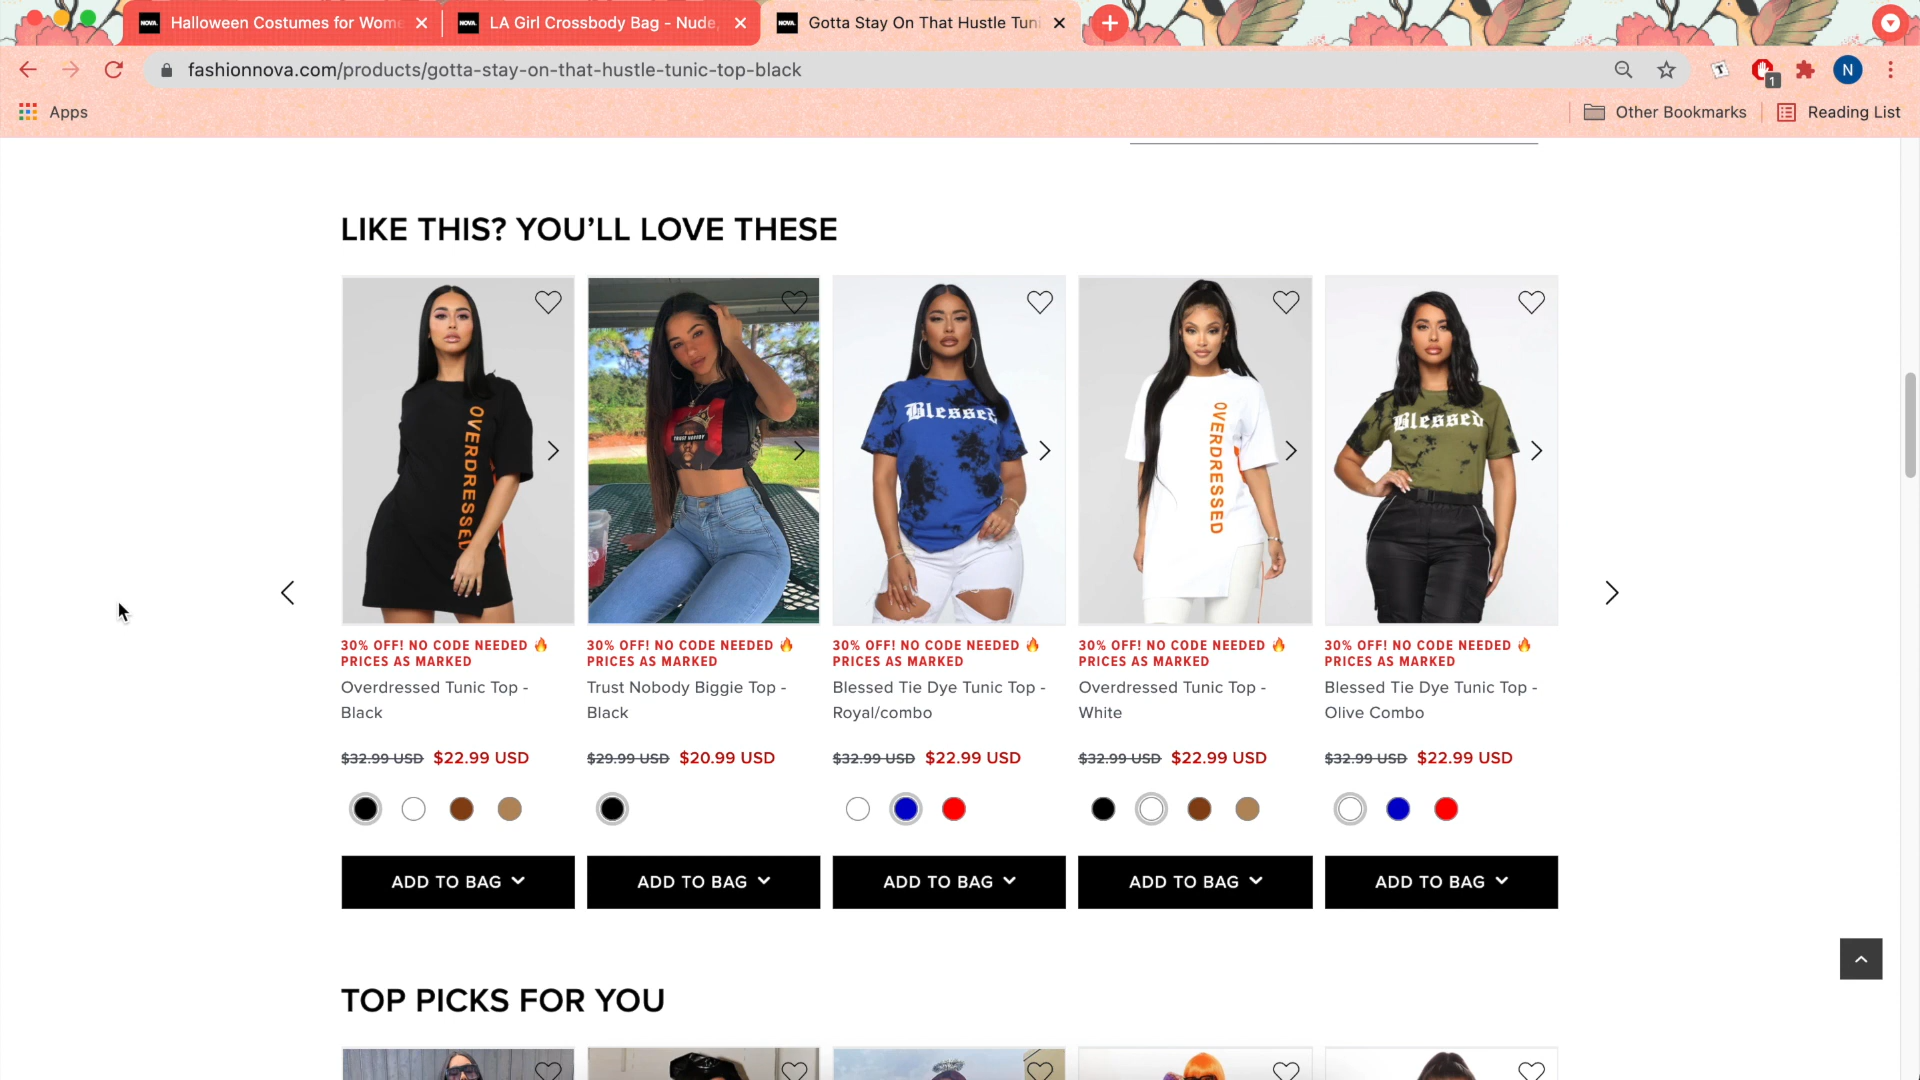 NOVA Halloween Costumes for Wome
NOVA LA Girl Crossbody Bag - Nude,
NOVA Gotta Stay On That Hustle Tuni
fashionnova.com/products/gotta-stay-on-that-hustle-tunic-top-black
1
N
Apps
Other Bookmarks
Reading List
LIKE THIS? YOU'LL LOVE THESE
OVERDRESSED
TRUST NOBODY
Blessed
OVERDRESSED
Blessed
30% OFF! NO CODE NEEDED 🔥
PRICES AS MARKED
Overdressed Tunic Top -
Black
$32.99 USD $22.99 USD
ADD TO BAG
30% OFF! NO CODE NEEDED 🔥
PRICES AS MARKED
Trust Nobody Biggie Top -
Black
$29.99 USD $20.99 USD
ADD TO BAG
30% OFF! NO CODE NEEDED 🔥
PRICES AS MARKED
Blessed Tie Dye Tunic Top -
Royal/combo
$32.99 USD $22.99 USD
ADD TO BAG
30% OFF! NO CODE NEEDED 🔥
PRICES AS MARKED
Overdressed Tunic Top -
White
$32.99 USD $22.99 USD
ADD TO BAG
30% OFF! NO CODE NEEDED 🔥
PRICES AS MARKED
Blessed Tie Dye Tunic Top -
Olive Combo
$32.99 USD $22.99 USD
ADD TO BAG
TOP PICKS FOR YOU